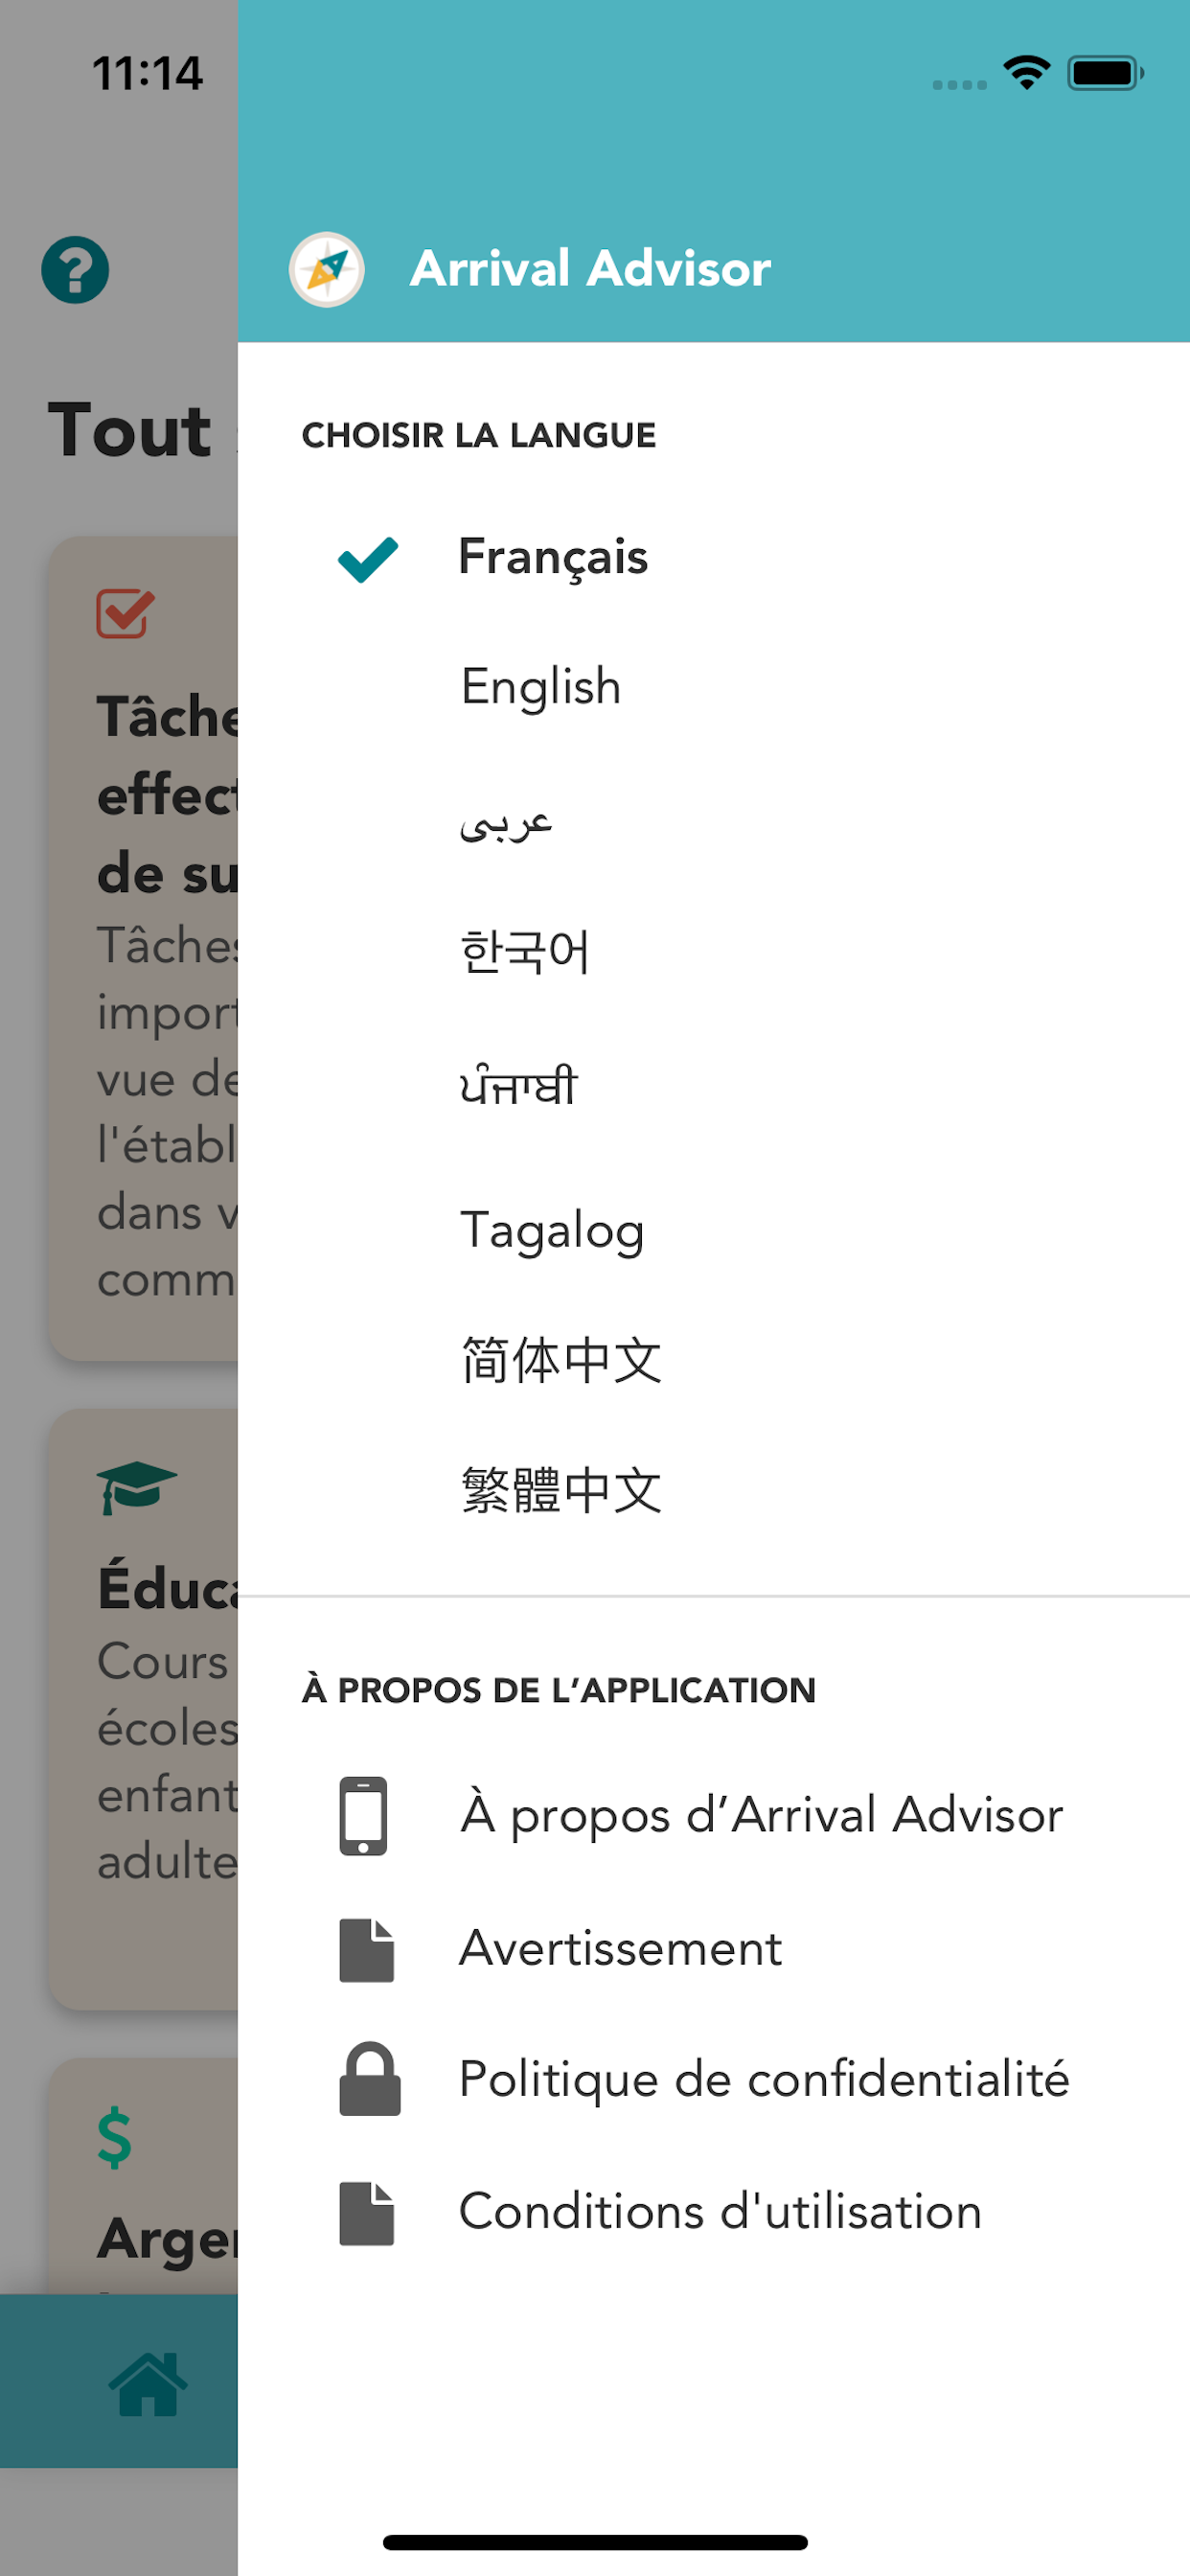 11:14
Arrival Advisor
CHOISIR LA LANGUE
Français
English
عربى
한국어
ਪੰਜਾਬੀ
Tagalog
简体中文
繁體中文
À PROPOS DE L’APPLICATION
À propos d’Arrival Advisor
Avertissement
Politique de confidentialité
Conditions d'utilisation
Tout
Tâche
effect
de su
Tâches
import
vue de
l'établ
dans v
comm
Éduca
Cours
écoles
enfant
adulte
$
Arger